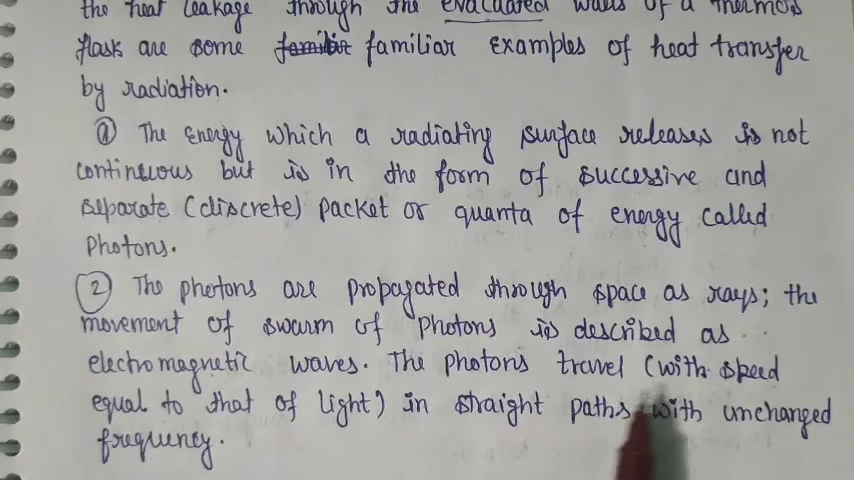 the heat leakage through the evacuated walls of a thermos
flask are some familiar familiar examples of heat transfer
by radiation.
① The Energy which a radiating surface releases is not
continuous but is in the form of successive and
separate (discrete) packet or quanta of energy called
Photons.
② The photons are propagated through space as rays; the
movement of swarm of Photons is described as
electromagnetic waves. The photons travel (with speed
equal to that of light) in straight paths with unchanged
frequency.